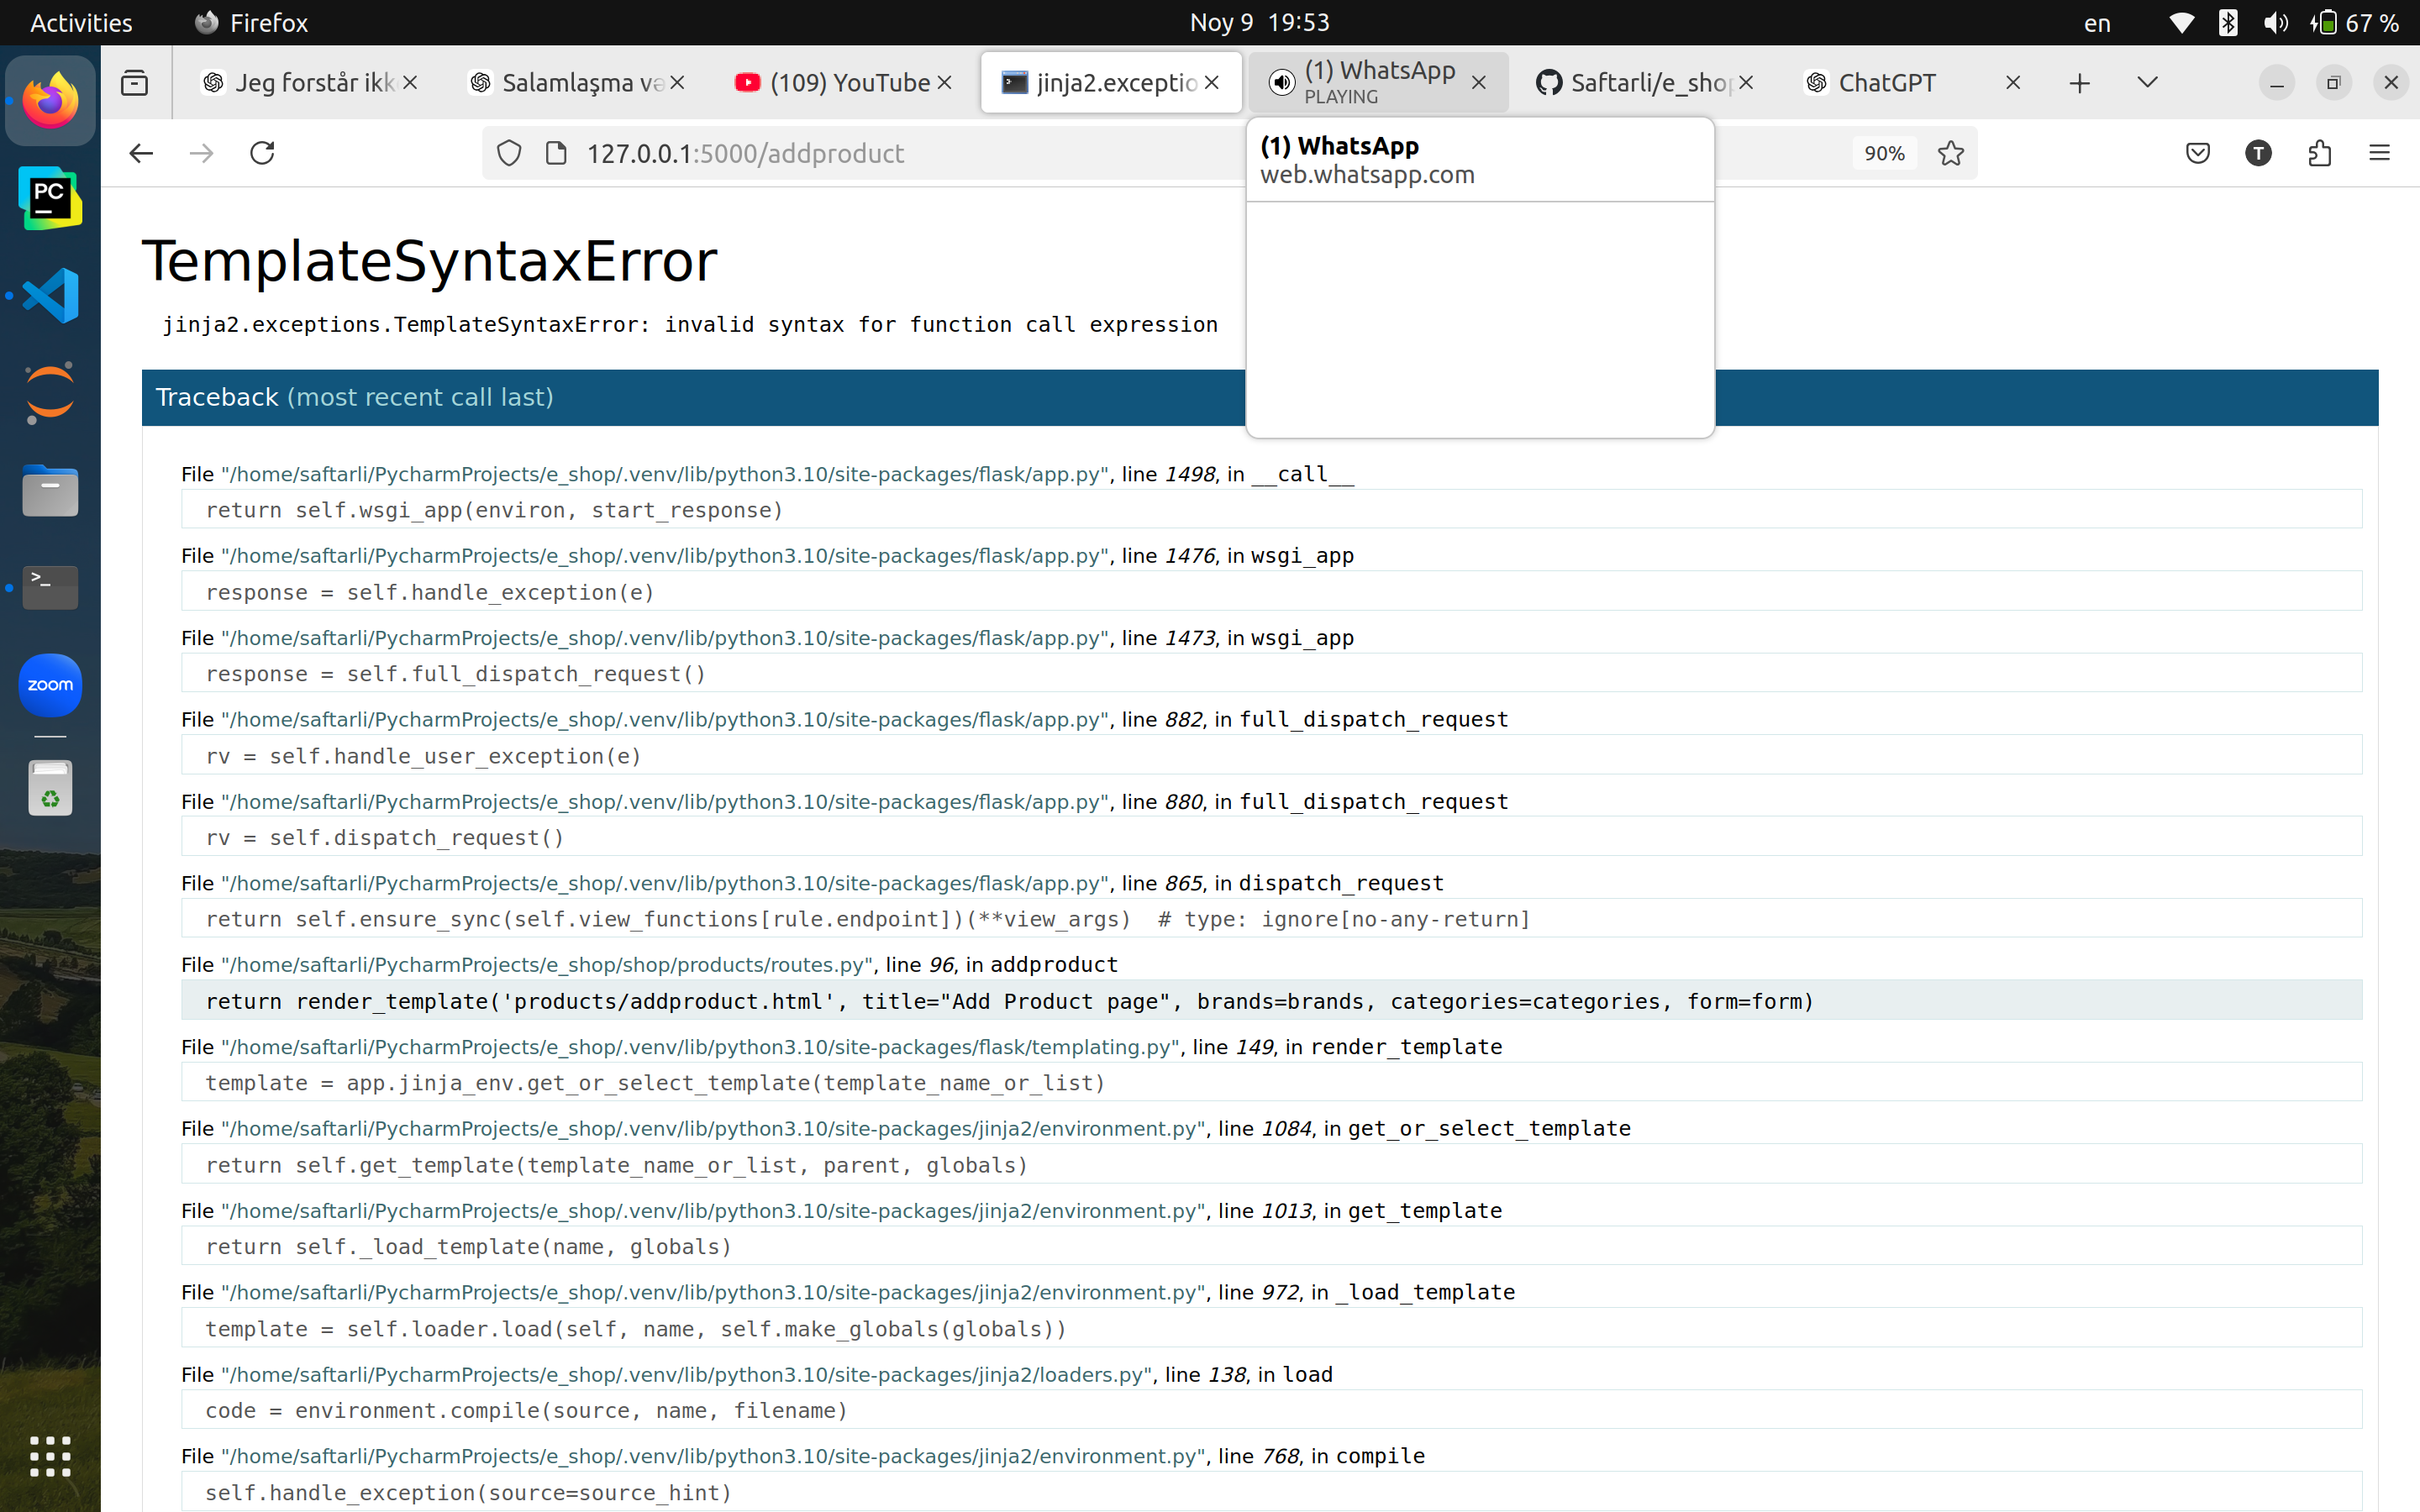 Activities
Firefox
Noy 9 19:53
en
67 %
Jeg forstår ikk
Salamlaşma və
(109) YouTube
jinja2.exceptio
(1) WhatsApp
PLAYING
Saftarli/e_shop
ChatGPT
127.0.0.1:5000/addproduct
90%
T
(1) WhatsApp
web.whatsapp.com
PC
>_
zoom
TemplateSyntaxError
jinja2.exceptions.TemplateSyntaxError: invalid syntax for function call expression
Traceback (most recent call last)
File "/home/saftarli/PycharmProjects/e_shop/.venv/lib/python3.10/site-packages/flask/app.py", line 1498, in __call__
return self.wsgi_app(environ, start_response)
File "/home/saftarli/PycharmProjects/e_shop/.venv/lib/python3.10/site-packages/flask/app.py", line 1476, in wsgi_app
response = self.handle_exception(e)
File "/home/saftarli/PycharmProjects/e_shop/.venv/lib/python3.10/site-packages/flask/app.py", line 1473, in wsgi_app
response = self.full_dispatch_request()
File "/home/saftarli/PycharmProjects/e_shop/.venv/lib/python3.10/site-packages/flask/app.py", line 882, in full_dispatch_request
rv = self.handle_user_exception(e)
File "/home/saftarli/PycharmProjects/e_shop/.venv/lib/python3.10/site-packages/flask/app.py", line 880, in full_dispatch_request
rv = self.dispatch_request()
File "/home/saftarli/PycharmProjects/e_shop/.venv/lib/python3.10/site-packages/flask/app.py", line 865, in dispatch_request
return self.ensure_sync(self.view_functions[rule.endpoint])(**view_args)  # type: ignore[no-any-return]
File "/home/saftarli/PycharmProjects/e_shop/shop/products/routes.py", line 96, in addproduct
return render_template('products/addproduct.html', title="Add Product page", brands=brands, categories=categories, form=form)
File "/home/saftarli/PycharmProjects/e_shop/.venv/lib/python3.10/site-packages/flask/templating.py", line 149, in render_template
template = app.jinja_env.get_or_select_template(template_name_or_list)
File "/home/saftarli/PycharmProjects/e_shop/.venv/lib/python3.10/site-packages/jinja2/environment.py", line 1084, in get_or_select_template
return self.get_template(template_name_or_list, parent, globals)
File "/home/saftarli/PycharmProjects/e_shop/.venv/lib/python3.10/site-packages/jinja2/environment.py", line 1013, in get_template
return self._load_template(name, globals)
File "/home/saftarli/PycharmProjects/e_shop/.venv/lib/python3.10/site-packages/jinja2/environment.py", line 972, in _load_template
template = self.loader.load(self, name, self.make_globals(globals))
File "/home/saftarli/PycharmProjects/e_shop/.venv/lib/python3.10/site-packages/jinja2/loaders.py", line 138, in load
code = environment.compile(source, name, filename)
File "/home/saftarli/PycharmProjects/e_shop/.venv/lib/python3.10/site-packages/jinja2/environment.py", line 768, in compile
self.handle_exception(source=source_hint)